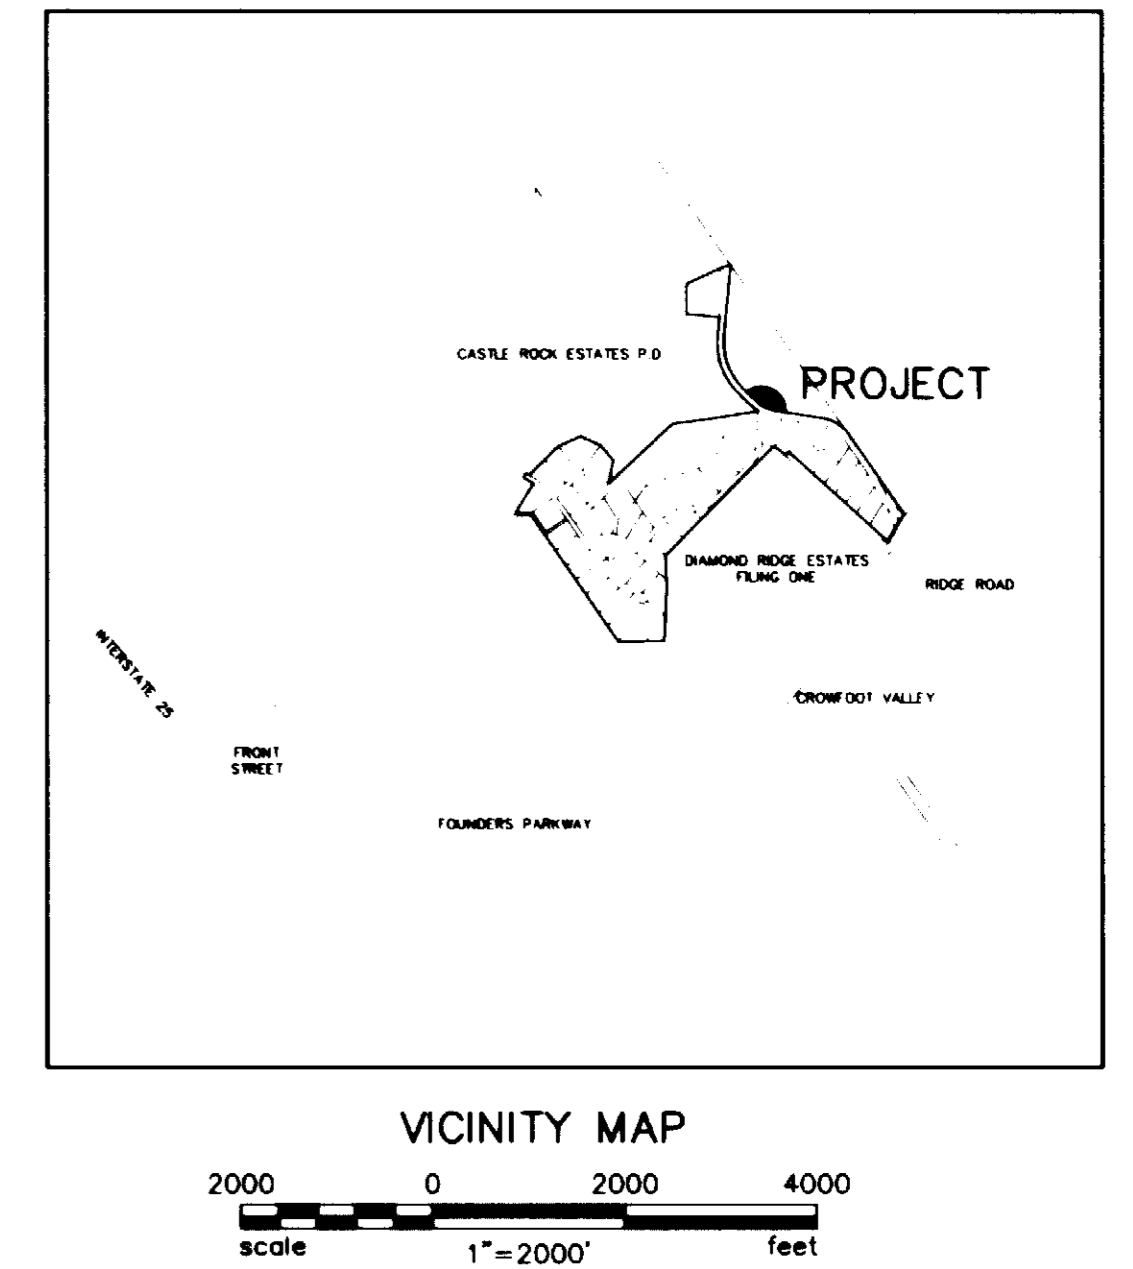 CASTLE ROCK ESTATES P.D
PROJECT
DIAMOND RIDGE ESTATES
FILING ONE
RIDGE ROAD
INTERSTATE 25
CROWFOOT VALLEY
FRONT
STREET
FOUNDERS PARKWAY
VICINITY MAP
2000 0 2000 4000
scale 1"=2000' feet